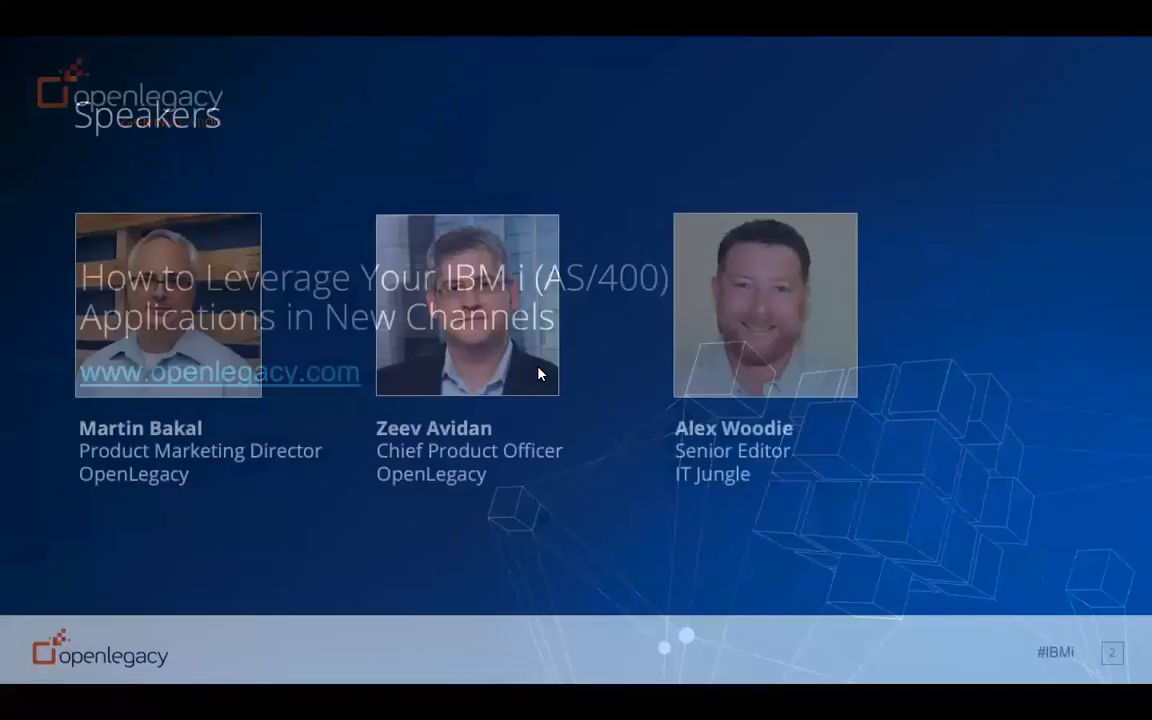 openlegacy
Speakers
How to Leverage Your IBM i (AS/400)
Applications in New Channels
www.openlegacy.com
Martin Bakal
Product Marketing Director
OpenLegacy
Zeev Avidan
Chief Product Officer
OpenLegacy
Alex Woodie
Senior Editor
IT Jungle
openlegacy
#IBMi
2